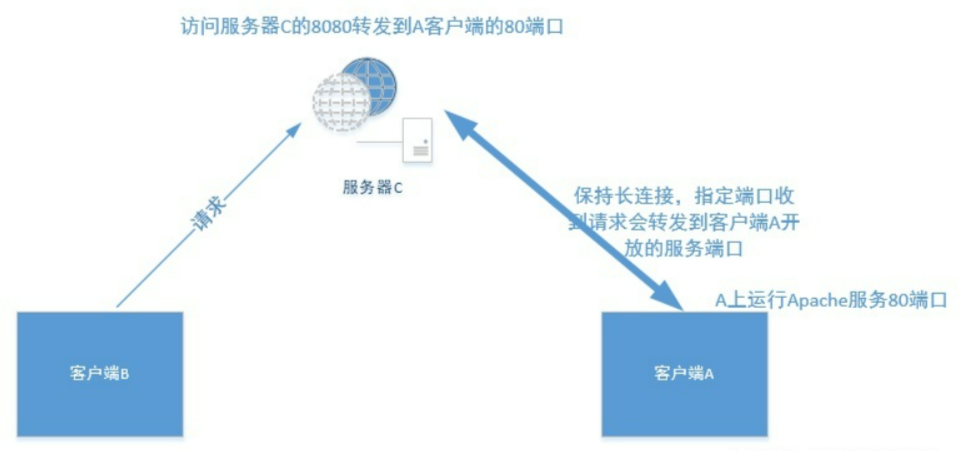 访问服务器C的8080转发到A客户端的80端口
服务器C
请求
保持长连接，指定端口收
到请求会转发到客户端A开
放的服务端口
A上运行Apache服务80端口
客户端B
客户端A